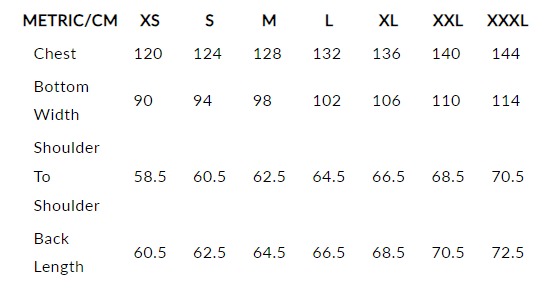 METRIC/CM XS S M L XL XXL XXXL
Chest 120 124 128 132 136 140 144
Bottom
Width 90 94 98 102 106 110 114
Shoulder
To 58.5 60.5 62.5 64.5 66.5 68.5 70.5
Shoulder
Back
Length 60.5 62.5 64.5 66.5 68.5 70.5 72.5